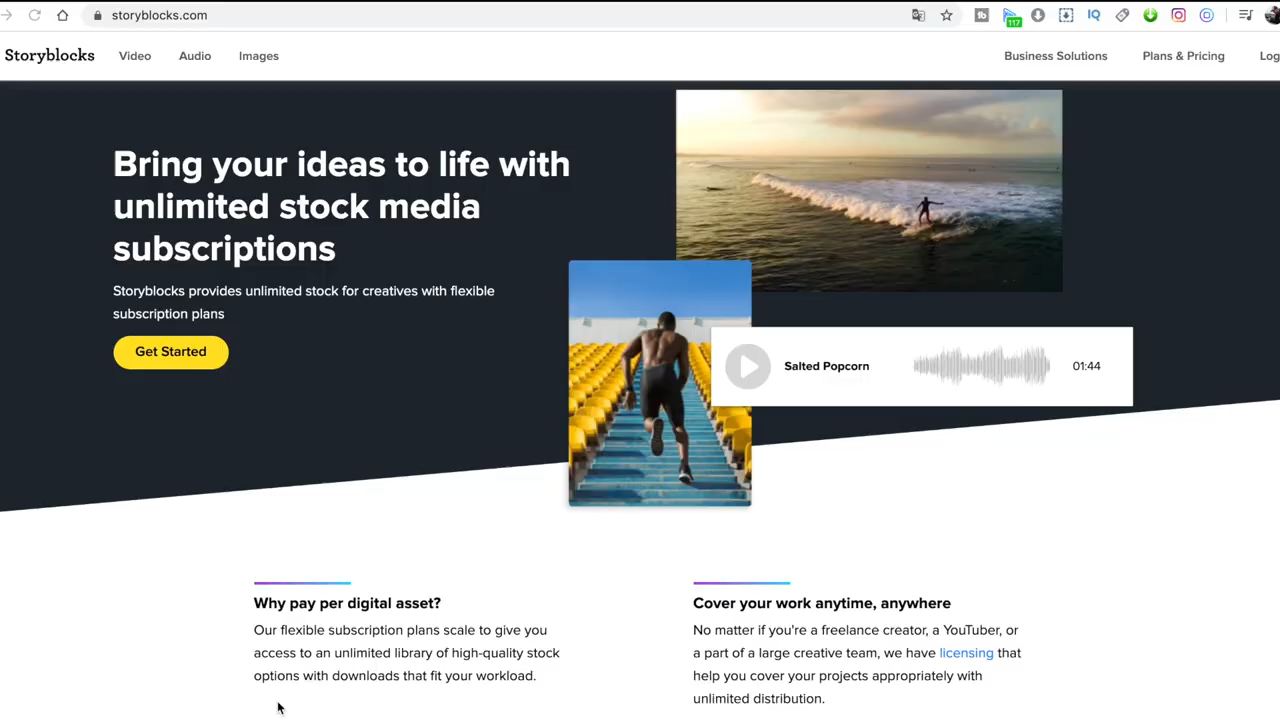 storyblocks.com
IQ
117
Storyblocks
Video
Audio
Images
Business Solutions
Plans & Pricing
Log
Bring your ideas to life with
unlimited stock media
subscriptions
Storyblocks provides unlimited stock for creatives with flexible
subscription plans
Get Started
Salted Popcorn
01:44
Why pay per digital asset?
Our flexible subscription plans scale to give you
access to an unlimited library of high-quality stock
options with downloads that fit your workload.
Cover your work anytime, anywhere
No matter if you're a freelance creator, a YouTuber, or
a part of a large creative team, we have licensing that
help you cover your projects appropriately with
unlimited distribution.